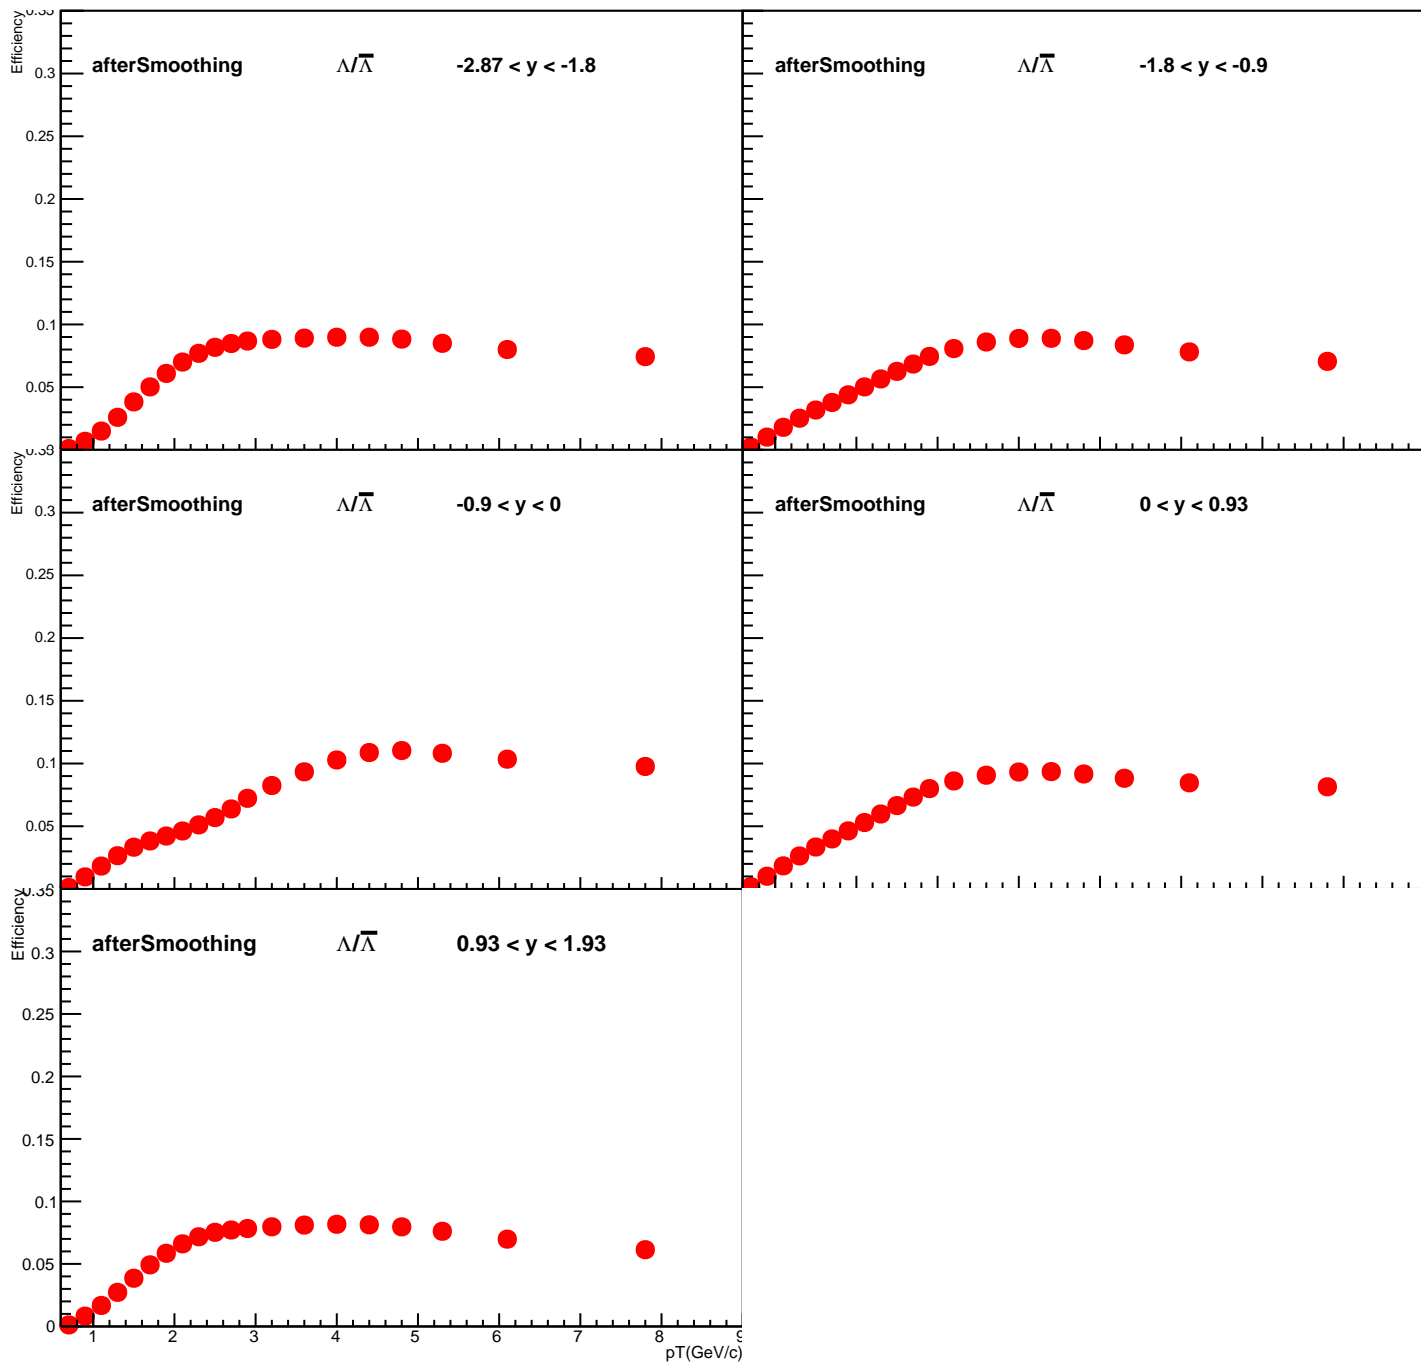 0.35
Efficiency
afterSmoothing Λ/Λ̅ -2.87 < y < -1.8
0.3
0.25
0.2
0.15
0.1
0.05
afterSmoothing Λ/Λ̅ -1.8 < y < -0.9
Efficiency
afterSmoothing Λ/Λ̅ -0.9 < y < 0
0.3
0.25
0.2
0.15
0.1
0.05
afterSmoothing Λ/Λ̅ 0 < y < 0.93
Efficiency
afterSmoothing Λ/Λ̅ 0.93 < y < 1.93
0.3
0.25
0.2
0.15
0.1
0.05
0
1 2 3 4 5 6 7 8 9
pT(GeV/c)